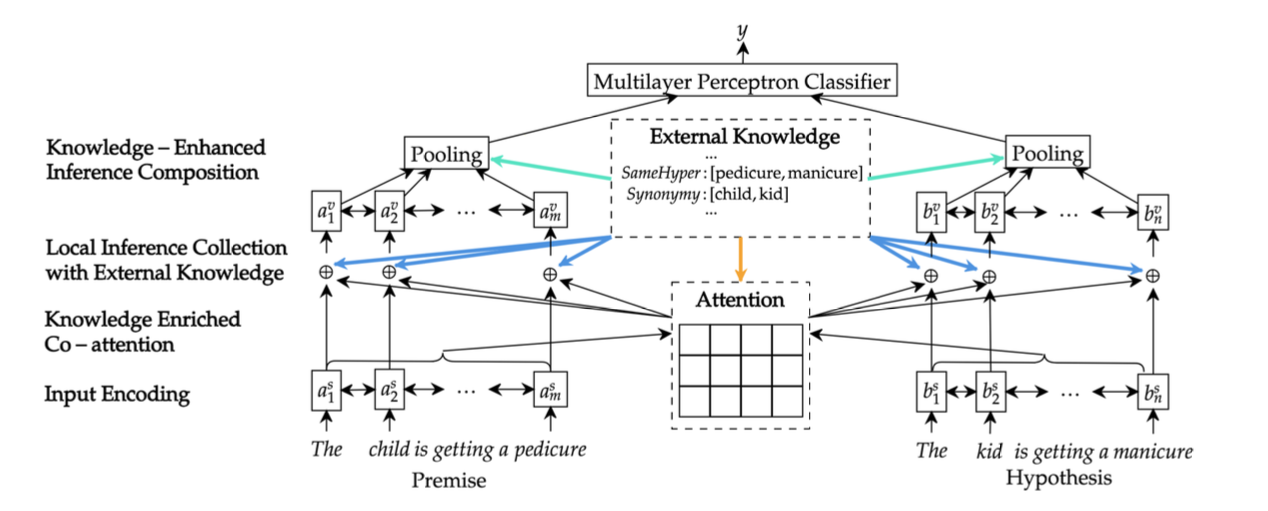 y
Multilayer Perceptron Classifier
External Knowledge
...
SameHyper : [pedicure, manicure]
Synonymy : [child, kid]
...
Knowledge – Enhanced
Inference Composition
Pooling
Pooling
a₁ᵛ a₂ᵛ ... aₘᵛ
b₁ᵛ b₂ᵛ ... bₙᵛ
Local Inference Collection
with External Knowledge
⊕ ⊕ ⊕
⊕ ⊕ ⊕
Attention
Knowledge Enriched
Co – attention
Input Encoding
a₁ˢ a₂ˢ ... aₘˢ
b₁ˢ b₂ˢ ... bₙˢ
The child is getting a pedicure
Premise
The kid is getting a manicure
Hypothesis